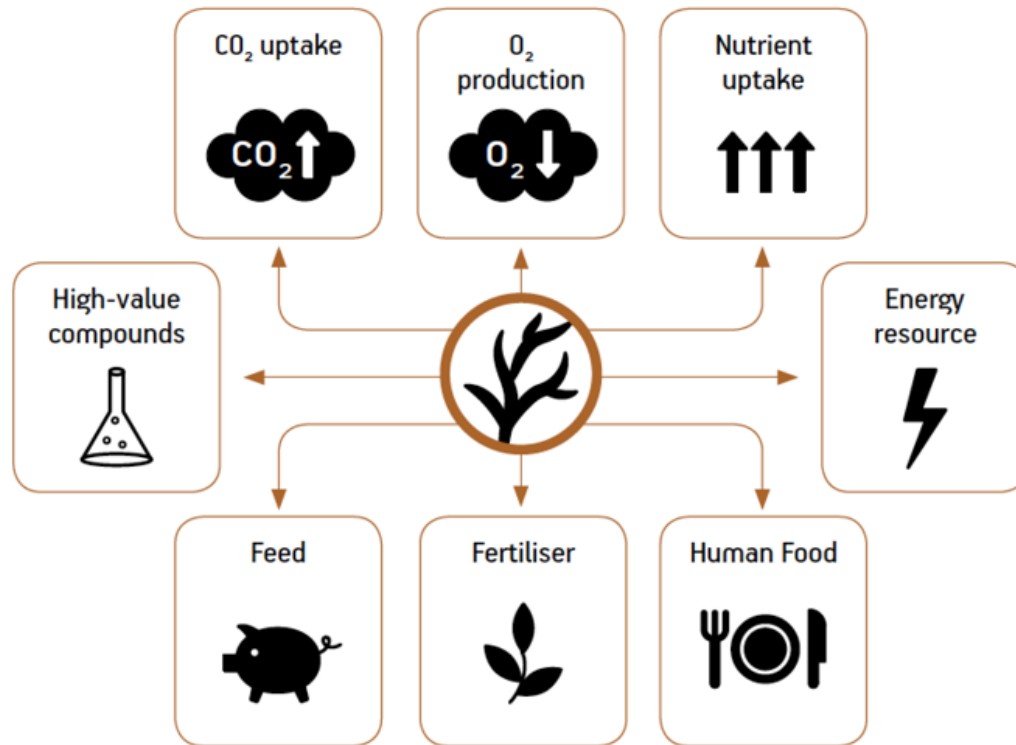 CO₂ uptake
CO₂
O₂
production
O₂
Nutrient
uptake
High-value
compounds
Energy
resource
Feed
Fertiliser
Human Food